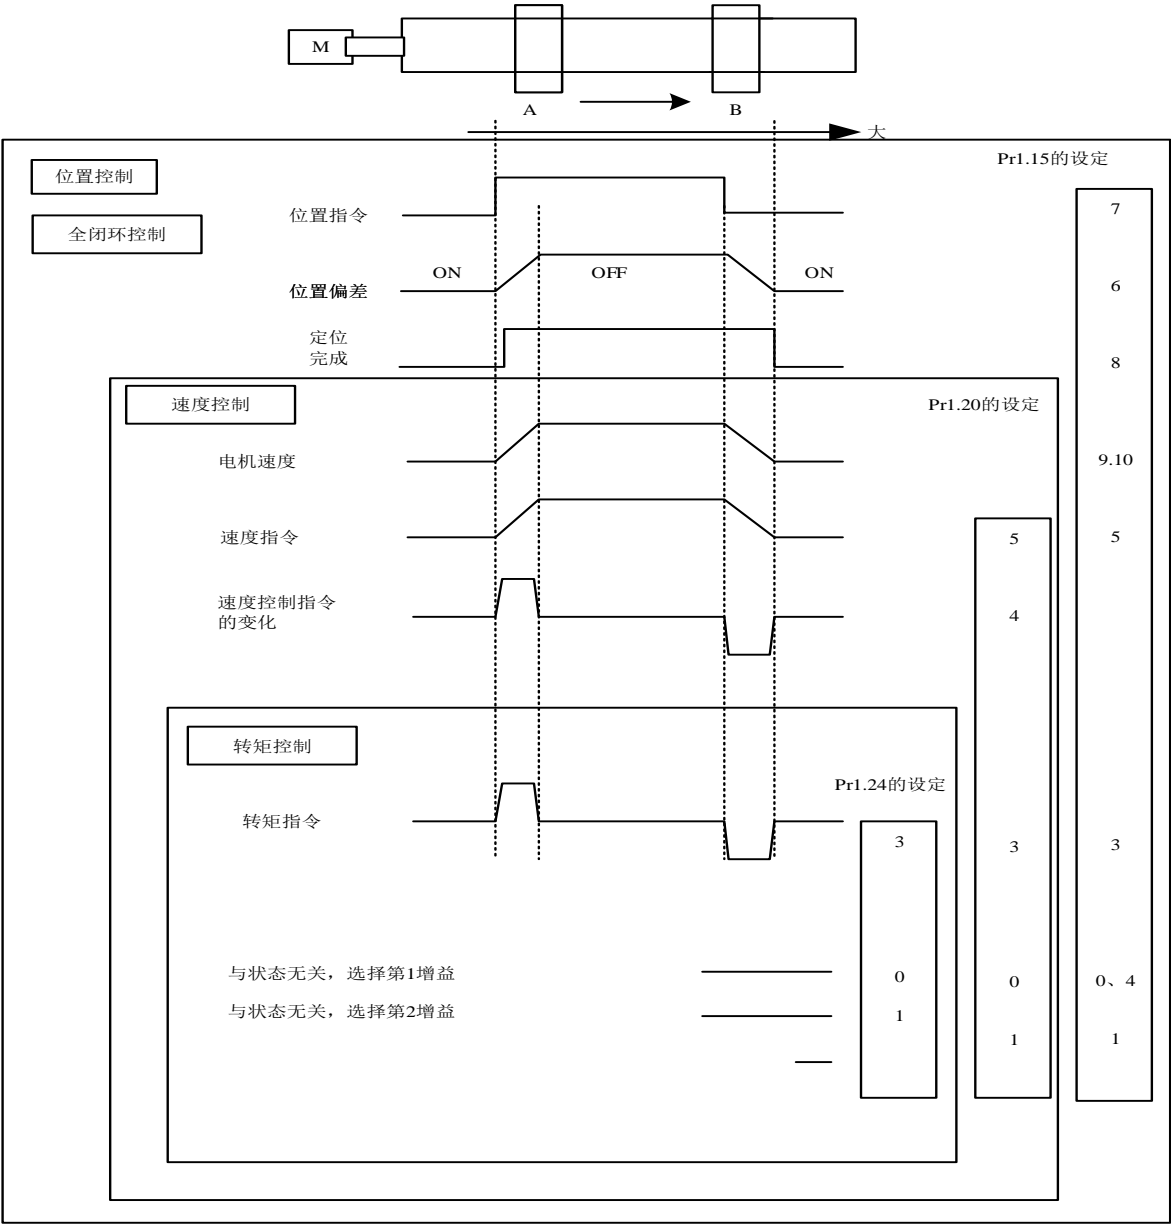 M
A
B
大
Pr1.15的设定
位置控制
7
位置指令
全闭环控制
ON
OFF
ON
位置偏差
6
定位
完成
8
速度控制
Pr1.20的设定
电机速度
9.10
速度指令
5
5
速度控制指令
的变化
4
转矩控制
Pr1.24的设定
转矩指令
3
3
3
与状态无关，选择第1增益
0
0
0、4
与状态无关，选择第2增益
1
1
1